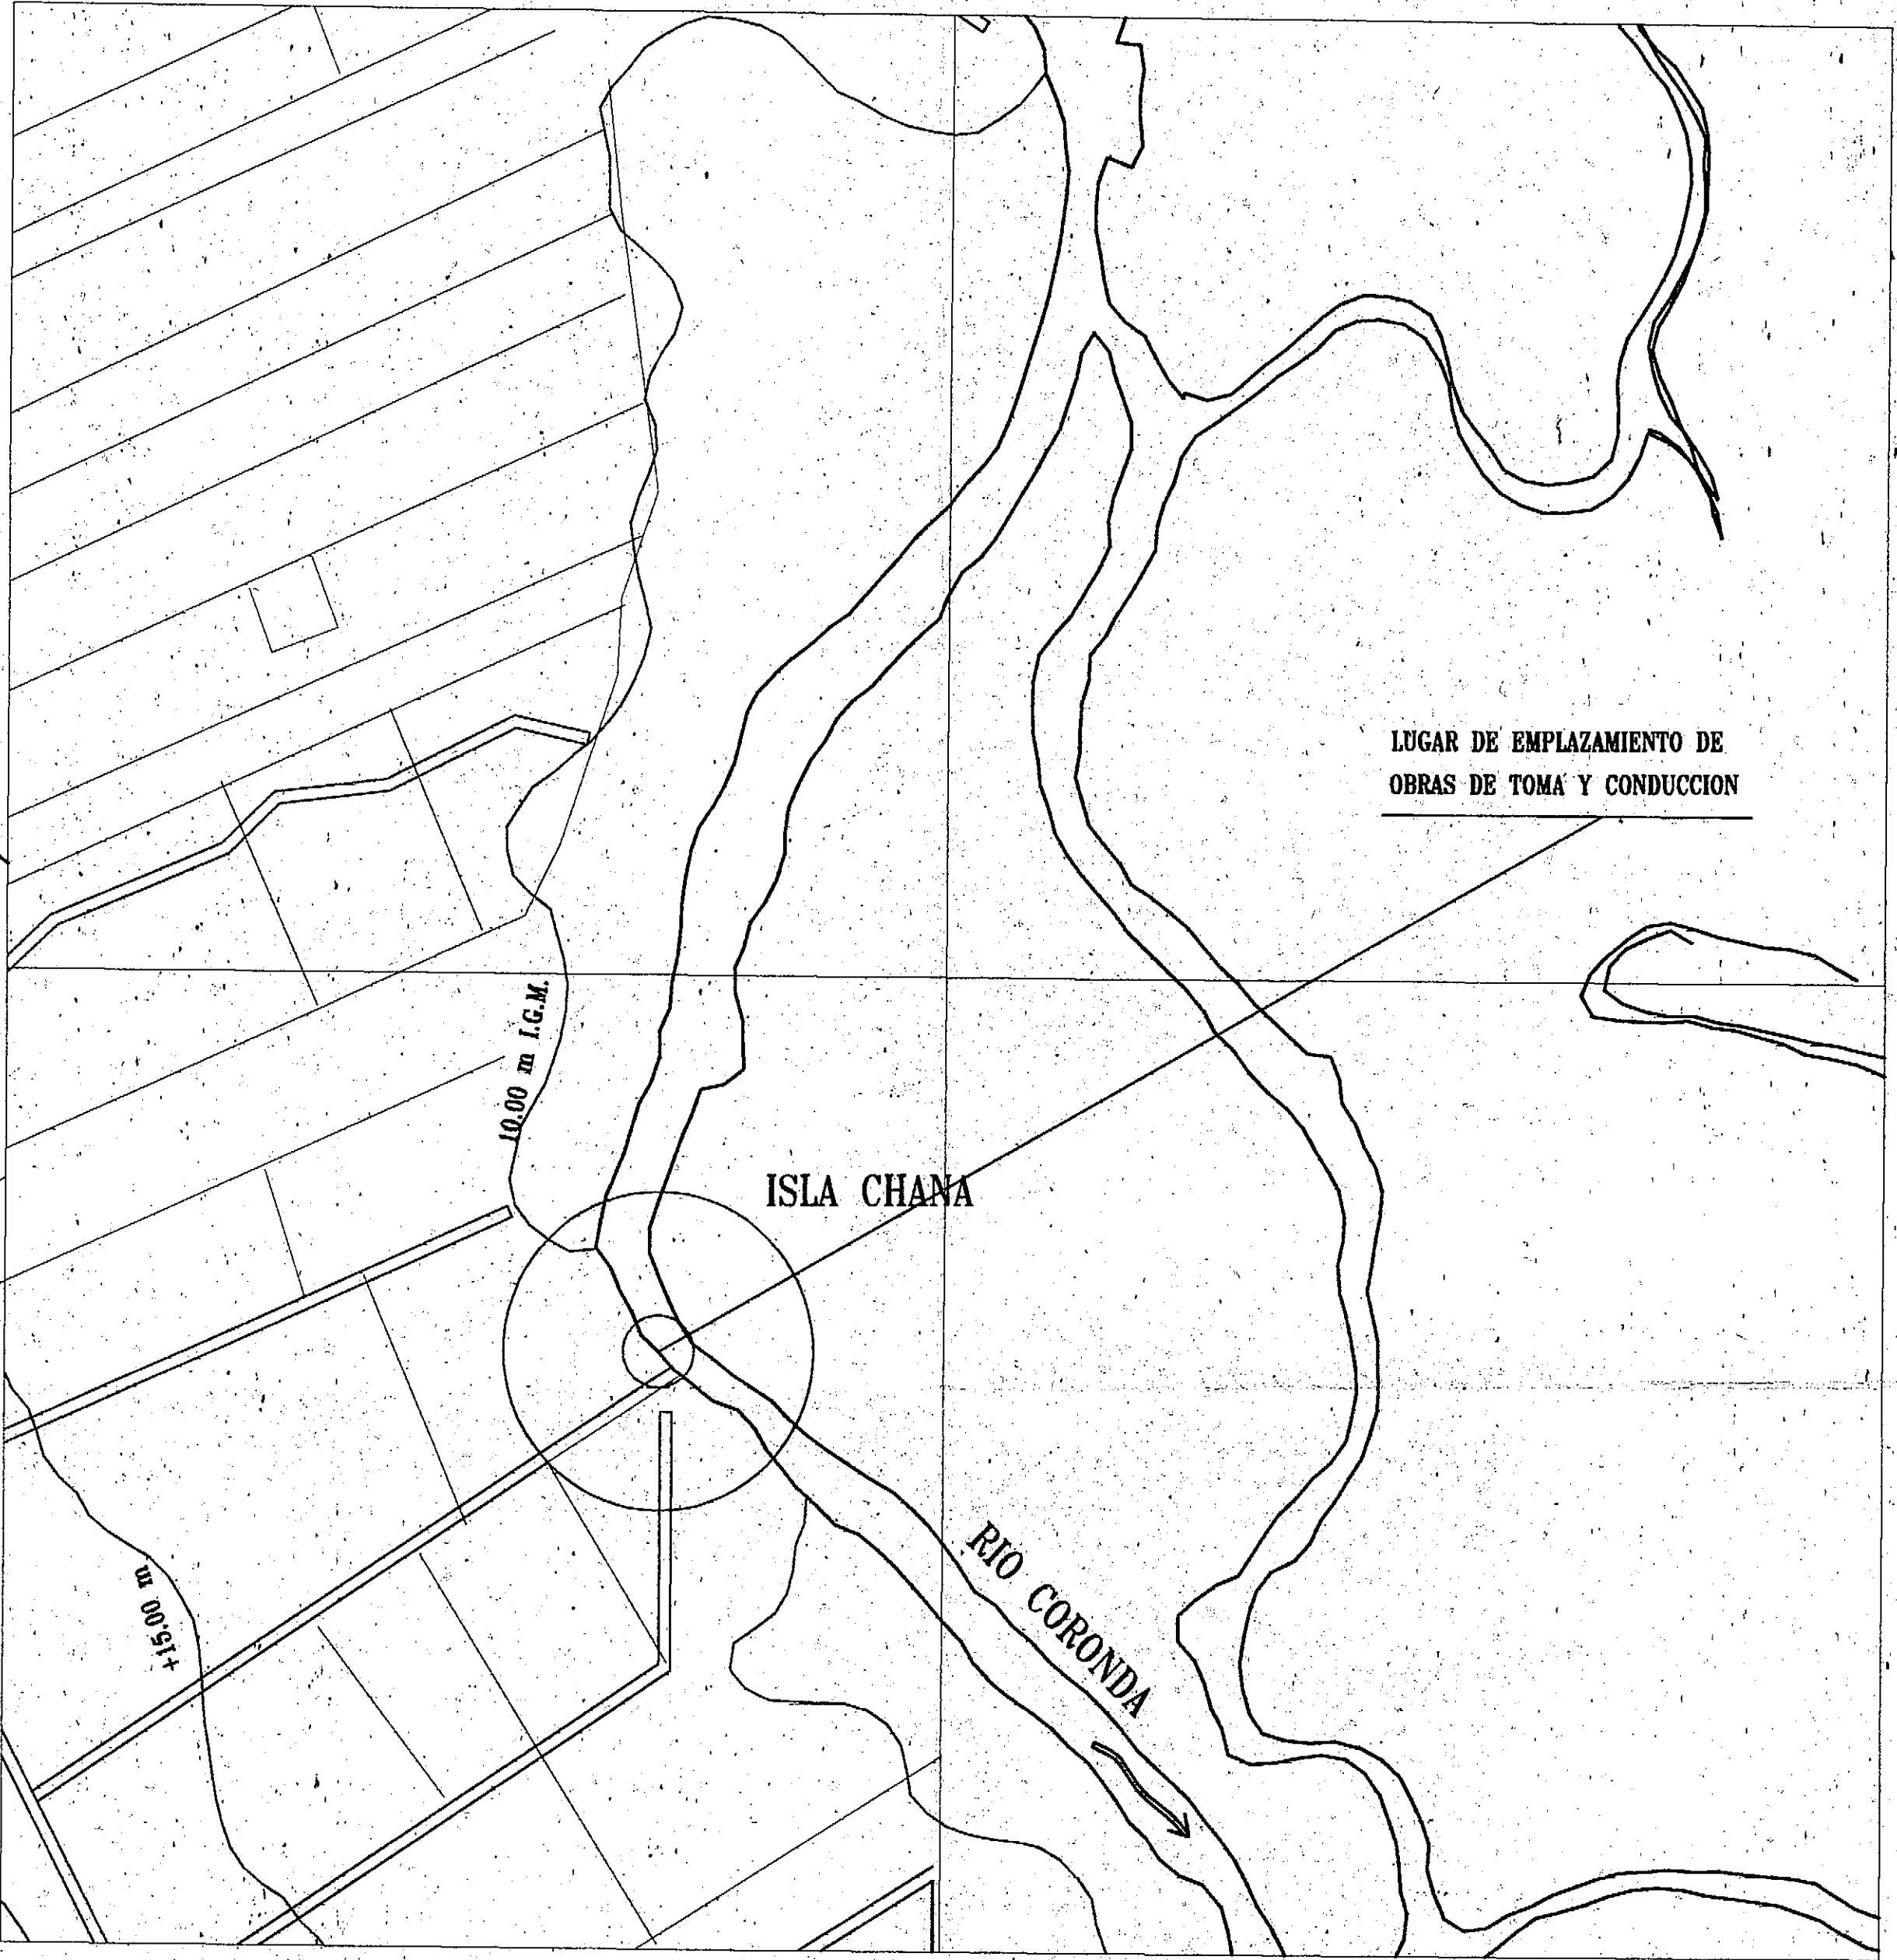 LUGAR DE EMPLAZAMIENTO DE
OBRAS DE TOMA Y CONDUCCION
10.00 m I.G.M.
ISLA CHANA
RIO CORONDA
+15.00 m